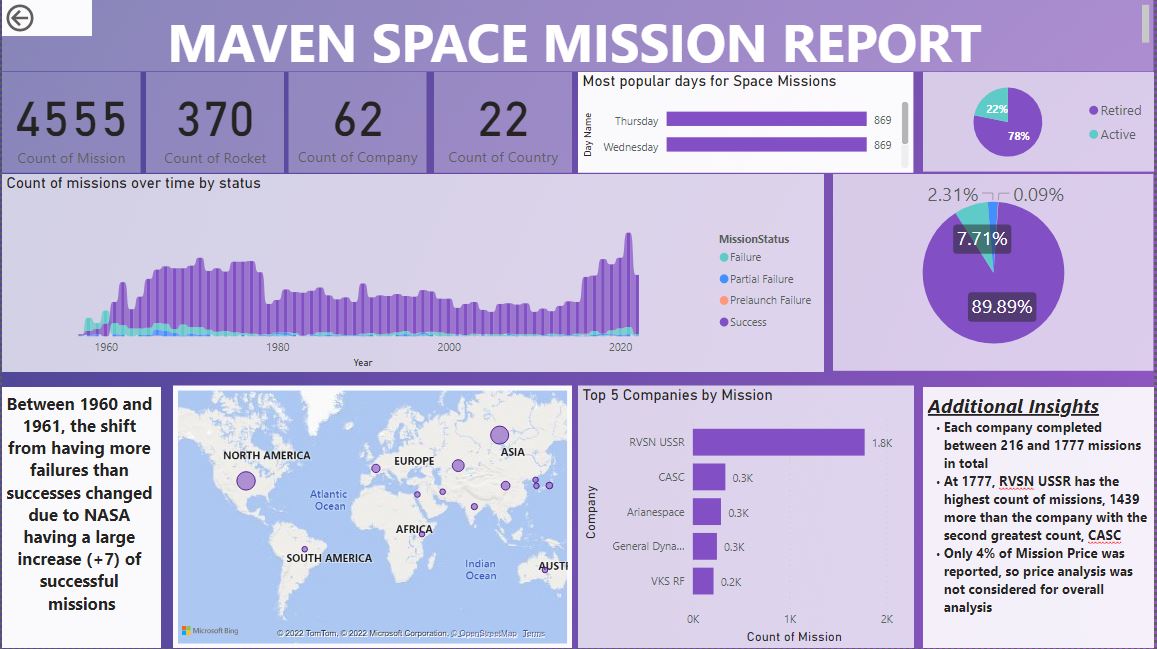 MAVEN SPACE MISSION REPORT
4555
Count of Mission
370
Count of Rocket
62
Count of Company
22
Count of Country
Most popular days for Space Missions
Day Name
Thursday 869
Wednesday 869
22%
78%
Retired
Active
Count of missions over time by status
1960 1980 2000 2020
Year
MissionStatus
Failure
Partial Failure
Prelaunch Failure
Success
2.31% 0.09%
7.71%
89.89%
Between 1960 and
1961, the shift
from having more
failures than
successes changed
due to NASA
having a large
increase (+7) of
successful
missions
NORTH AMERICA
EUROPE
ASIA
Atlantic
Ocean
AFRICA
SOUTH AMERICA
Indian
Ocean
AUST
Microsoft Bing
© 2022 TomTom, © 2022 Microsoft Corporation, © OpenStreetMap Terms
Top 5 Companies by Mission
Company
RVSN USSR 1.8K
CASC 0.3K
Arianespace 0.3K
General Dyna... 0.3K
VKS RF 0.2K
0K 1K 2K
Count of Mission
Additional Insights
• Each company completed
between 216 and 1777 missions
in total
• At 1777, RVSN USSR has the
highest count of missions, 1439
more than the company with the
second greatest count, CASC
• Only 4% of Mission Price was
reported, so price analysis was
not considered for overall
analysis